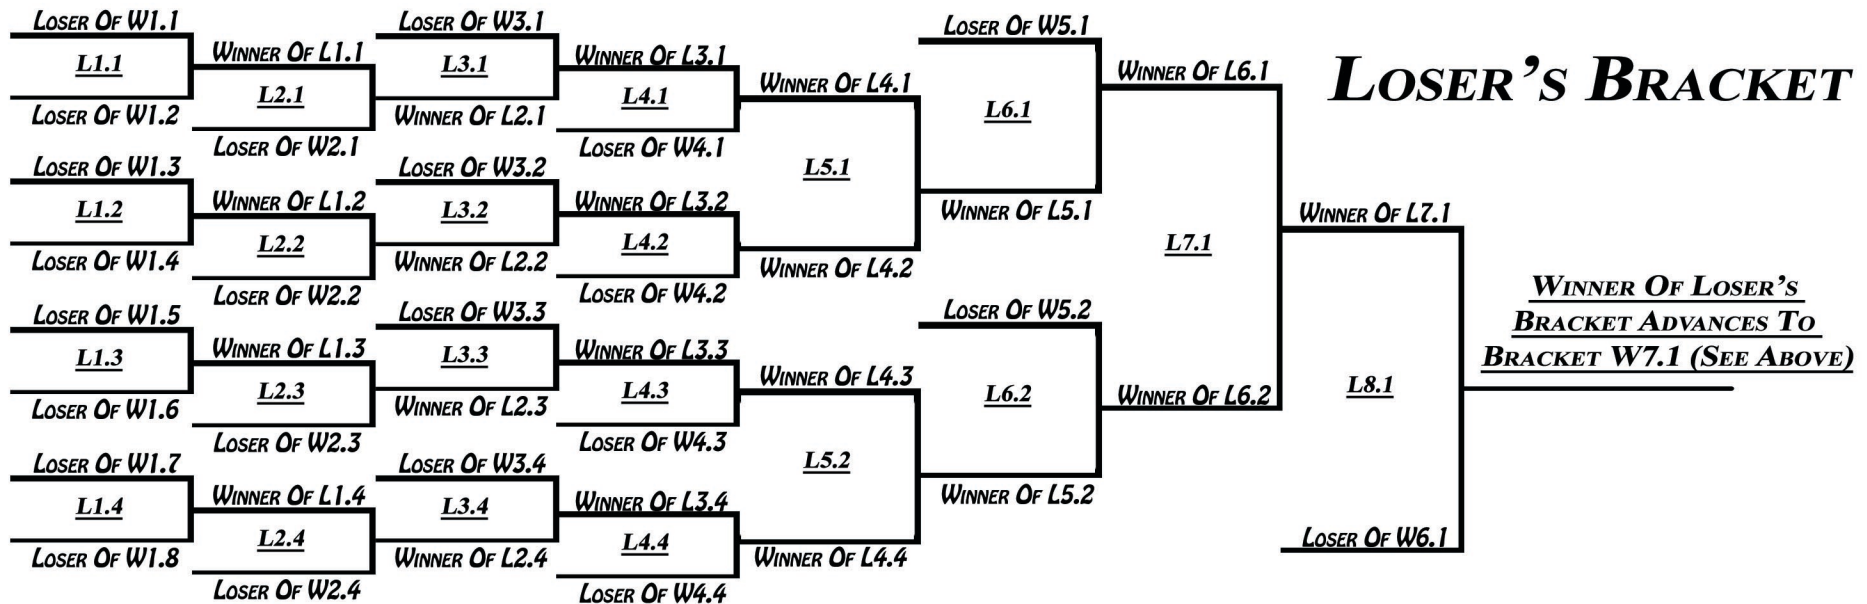 Loser's Bracket
Loser Of W1.1
L1.1
Loser Of W1.2
Loser Of W1.3
L1.2
Loser Of W1.4
Loser Of W1.5
L1.3
Loser Of W1.6
Loser Of W1.7
L1.4
Loser Of W1.8
Winner Of L1.1
L2.1
Loser Of W2.1
Winner Of L1.2
L2.2
Loser Of W2.2
Winner Of L1.3
L2.3
Loser Of W2.3
Winner Of L1.4
L2.4
Loser Of W2.4
Loser Of W3.1
L3.1
Winner Of L2.1
Loser Of W3.2
L3.2
Winner Of L2.2
Loser Of W3.3
L3.3
Winner Of L2.3
Loser Of W3.4
L3.4
Winner Of L2.4
Winner Of L3.1
L4.1
Loser Of W4.1
Winner Of L3.2
L4.2
Loser Of W4.2
Winner Of L3.3
L4.3
Loser Of W4.3
Winner Of L3.4
L4.4
Loser Of W4.4
Winner Of L4.1
L5.1
Winner Of L4.2
Winner Of L4.3
L5.2
Winner Of L4.4
Loser Of W5.1
L6.1
Winner Of L5.1
Loser Of W5.2
L6.2
Winner Of L5.2
Winner Of L6.1
L7.1
Winner Of L6.2
Winner Of L7.1
L8.1
Loser Of W6.1
Winner Of Loser's
Bracket Advances To
Bracket W7.1 (See Above)